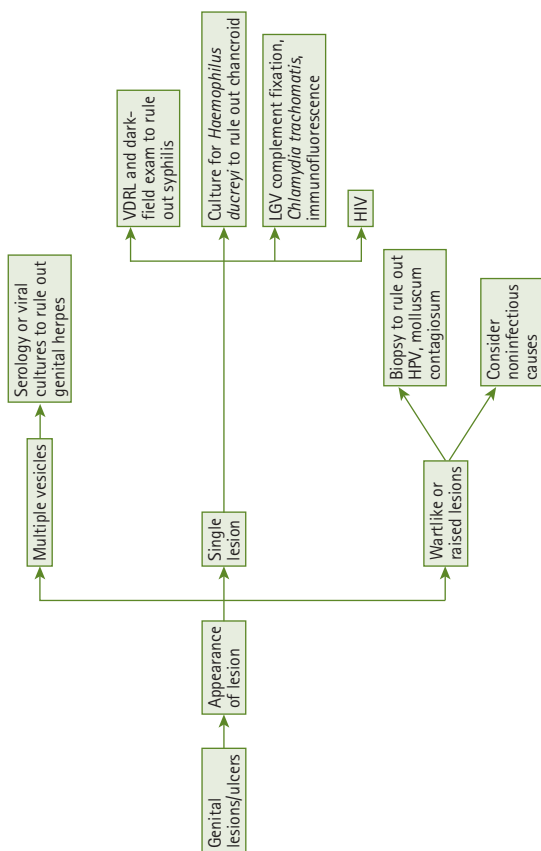 Genital
lesions/ulcers
Appearance
of lesion
Multiple vesicles
Serology or viral
cultures to rule out
genital herpes
Single
lesion
VDRL and dark-
field exam to rule
out syphilis
Culture for Haemophilus
ducreyi to rule out chancroid
LGV complement fixation,
Chlamydia trachomatis,
immunofluorescence
HIV
Wartlike or
raised lesions
Biopsy to rule out
HPV, molluscum
contagiosum
Consider
noninfectious
causes